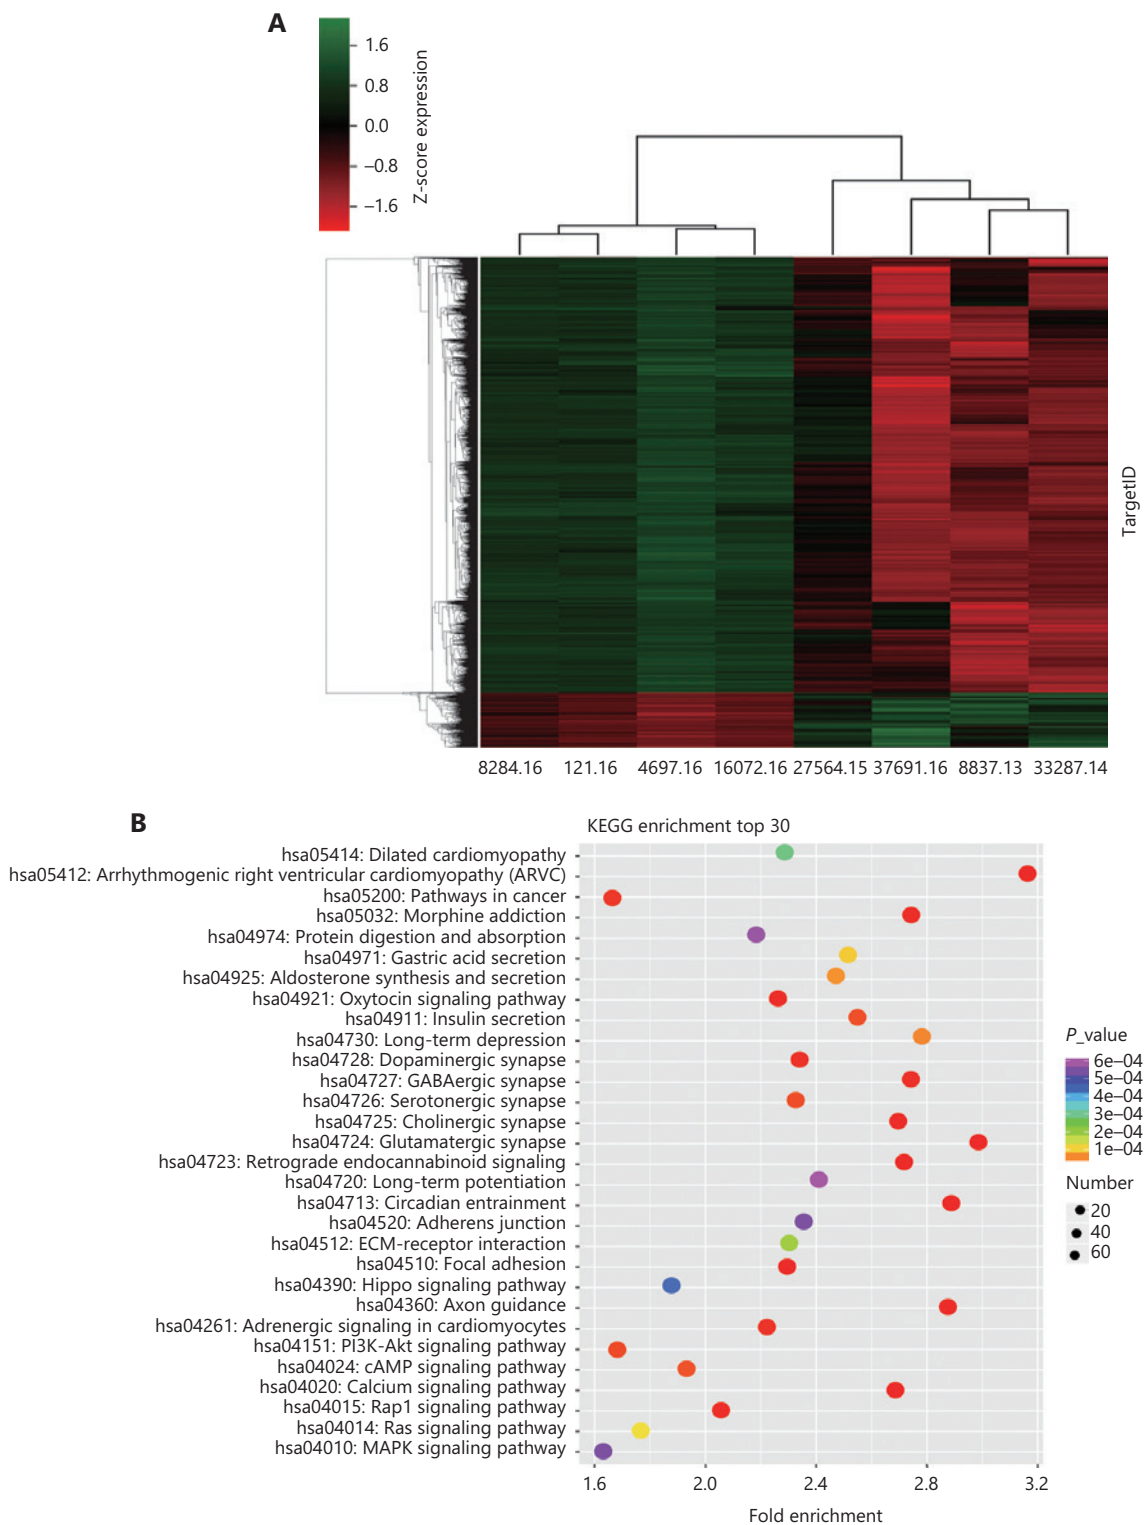 A
1.6
0.8
0.0
−0.8
−1.6
Z-score expression
TargetID
8284.16 121.16 4697.16 16072.16 27564.15 37691.16 8837.13 33287.14
B
KEGG enrichment top 30
hsa05414: Dilated cardiomyopathy
hsa05412: Arrhythmogenic right ventricular cardiomyopathy (ARVC)
hsa05200: Pathways in cancer
hsa05032: Morphine addiction
hsa04974: Protein digestion and absorption
hsa04971: Gastric acid secretion
hsa04925: Aldosterone synthesis and secretion
hsa04921: Oxytocin signaling pathway
hsa04911: Insulin secretion
hsa04730: Long-term depression
hsa04728: Dopaminergic synapse
hsa04727: GABAergic synapse
hsa04726: Serotonergic synapse
hsa04725: Cholinergic synapse
hsa04724: Glutamatergic synapse
hsa04723: Retrograde endocannabinoid signaling
hsa04720: Long-term potentiation
hsa04713: Circadian entrainment
hsa04520: Adherens junction
hsa04512: ECM-receptor interaction
hsa04510: Focal adhesion
hsa04390: Hippo signaling pathway
hsa04360: Axon guidance
hsa04261: Adrenergic signaling in cardiomyocytes
hsa04151: PI3K-Akt signaling pathway
hsa04024: cAMP signaling pathway
hsa04020: Calcium signaling pathway
hsa04015: Rap1 signaling pathway
hsa04014: Ras signaling pathway
hsa04010: MAPK signaling pathway
1.6 2.0 2.4 2.8 3.2
Fold enrichment
P_value
6e−04
5e−04
4e−04
3e−04
2e−04
1e−04
Number
20
40
60